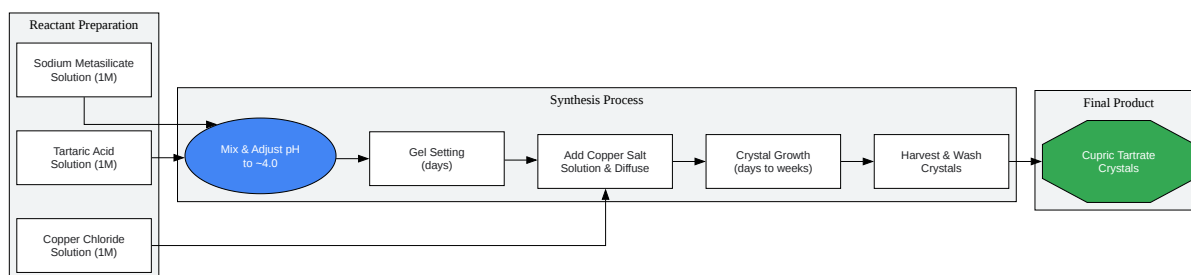 Reactant Preparation
Sodium Metasilicate
Solution (1M)
Tartaric Acid
Solution (1M)
Copper Chloride
Solution (1M)
Synthesis Process
Mix & Adjust pH
to ~4.0
Gel Setting
(days)
Add Copper Salt
Solution & Diffuse
Crystal Growth
(days to weeks)
Harvest & Wash
Crystals
Final Product
Cupric Tartrate
Crystals